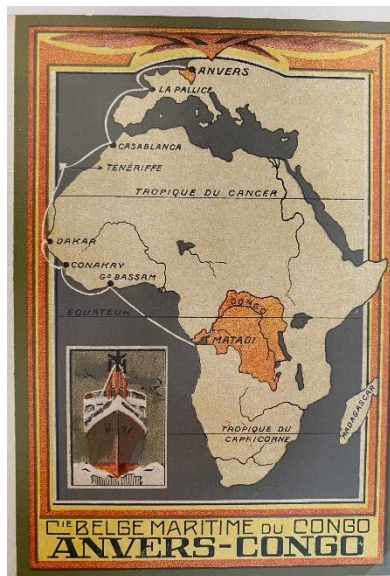 ANVERS
LA PALLICE
CASABLANCA
TÉNÉRIFFE
TROPIQUE DU CANCER
DAKAR
CONAKRY
GD BASSAM
CONGO
EQUATEUR
MATADI
MADAGASCAR
TROPIQUE DU
CAPRICORNE
CIE BELGE MARITIME DU CONGO
ANVERS-CONGO